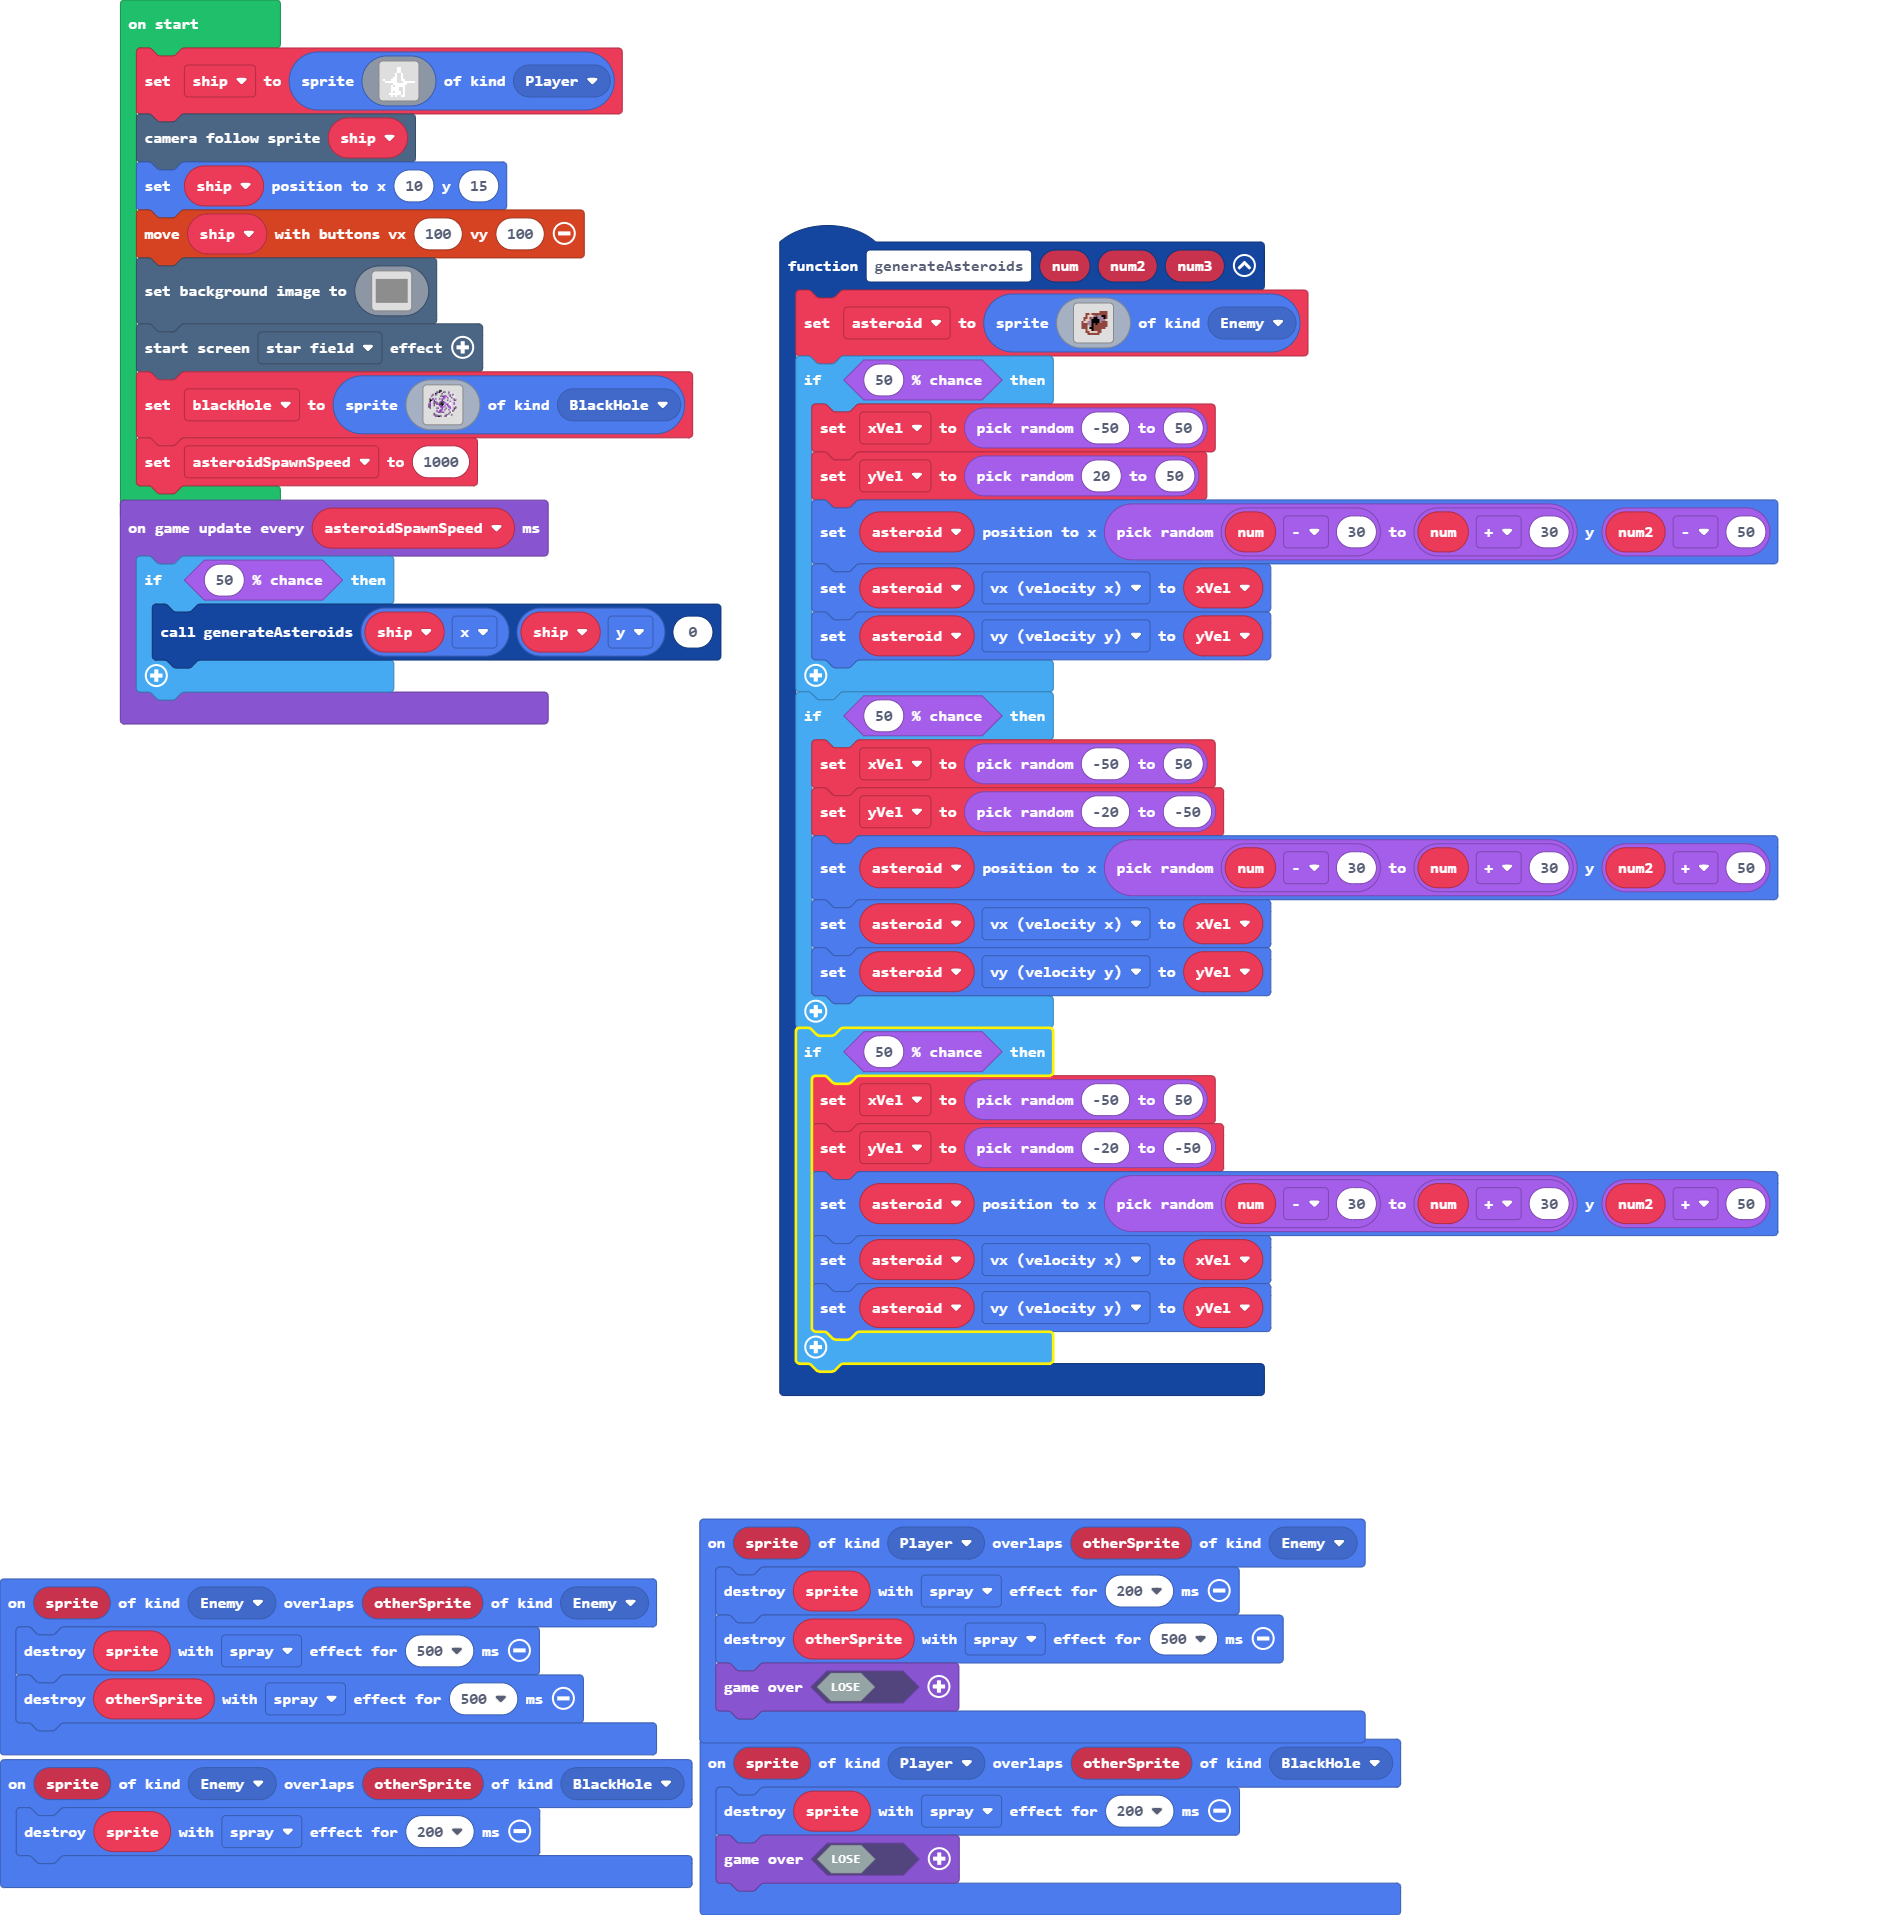 on start
set ship to sprite of kind Player
camera follow sprite ship
set ship position to x 10 y 15
move ship with buttons vx 100 vy 100
set background image to
start screen star field effect
set blackHole to sprite of kind BlackHole
set asteroidSpawnSpeed to 1000
on game update every asteroidSpawnSpeed ms
if 50 % chance then
call generateAsteroids ship x ship y 0
function generateAsteroids num num2 num3
set asteroid to sprite of kind Enemy
if 50 % chance then
set xVel to pick random -50 to 50
set yVel to pick random 20 to 50
set asteroid position to x pick random num - 30 to num + 30 y num2 - 50
set asteroid vx (velocity x) to xVel
set asteroid vy (velocity y) to yVel
if 50 % chance then
set xVel to pick random -50 to 50
set yVel to pick random -20 to -50
set asteroid position to x pick random num - 30 to num + 30 y num2 + 50
set asteroid vx (velocity x) to xVel
set asteroid vy (velocity y) to yVel
if 50 % chance then
set xVel to pick random -50 to 50
set yVel to pick random -20 to -50
set asteroid position to x pick random num - 30 to num + 30 y num2 + 50
set asteroid vx (velocity x) to xVel
set asteroid vy (velocity y) to yVel
on sprite of kind Enemy overlaps otherSprite of kind Enemy
destroy sprite with spray effect for 500 ms
destroy otherSprite with spray effect for 500 ms
on sprite of kind Enemy overlaps otherSprite of kind BlackHole
destroy sprite with spray effect for 200 ms
on sprite of kind Player overlaps otherSprite of kind Enemy
destroy sprite with spray effect for 200 ms
destroy otherSprite with spray effect for 500 ms
game over LOSE
on sprite of kind Player overlaps otherSprite of kind BlackHole
destroy sprite with spray effect for 200 ms
game over LOSE